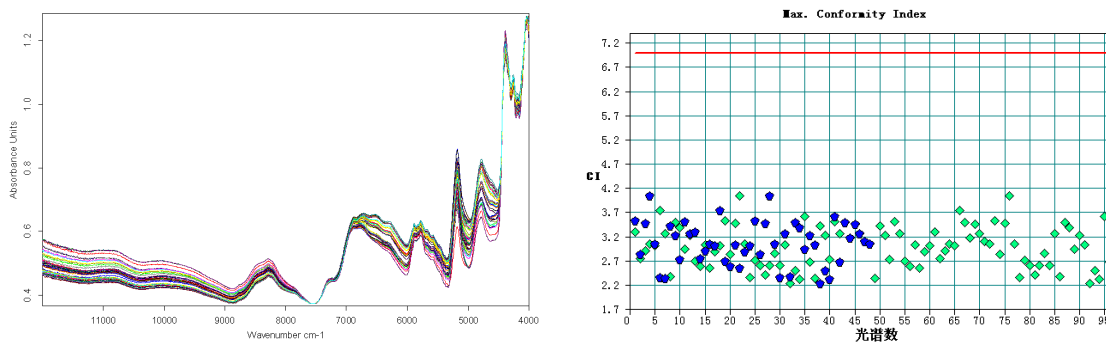 1.2
1.0
0.8
0.6
0.4
Absorbance Units
11000 10000 9000 8000 7000 6000 5000 4000
Wavenumber cm-1
Max. Conformity Index
7.2
6.7
6.2
5.7
5.2
4.7
4.2
3.7
3.2
2.7
2.2
1.7
CI
0 5 10 15 20 25 30 35 40 45 50 55 60 65 70 75 80 85 90 95
光谱数